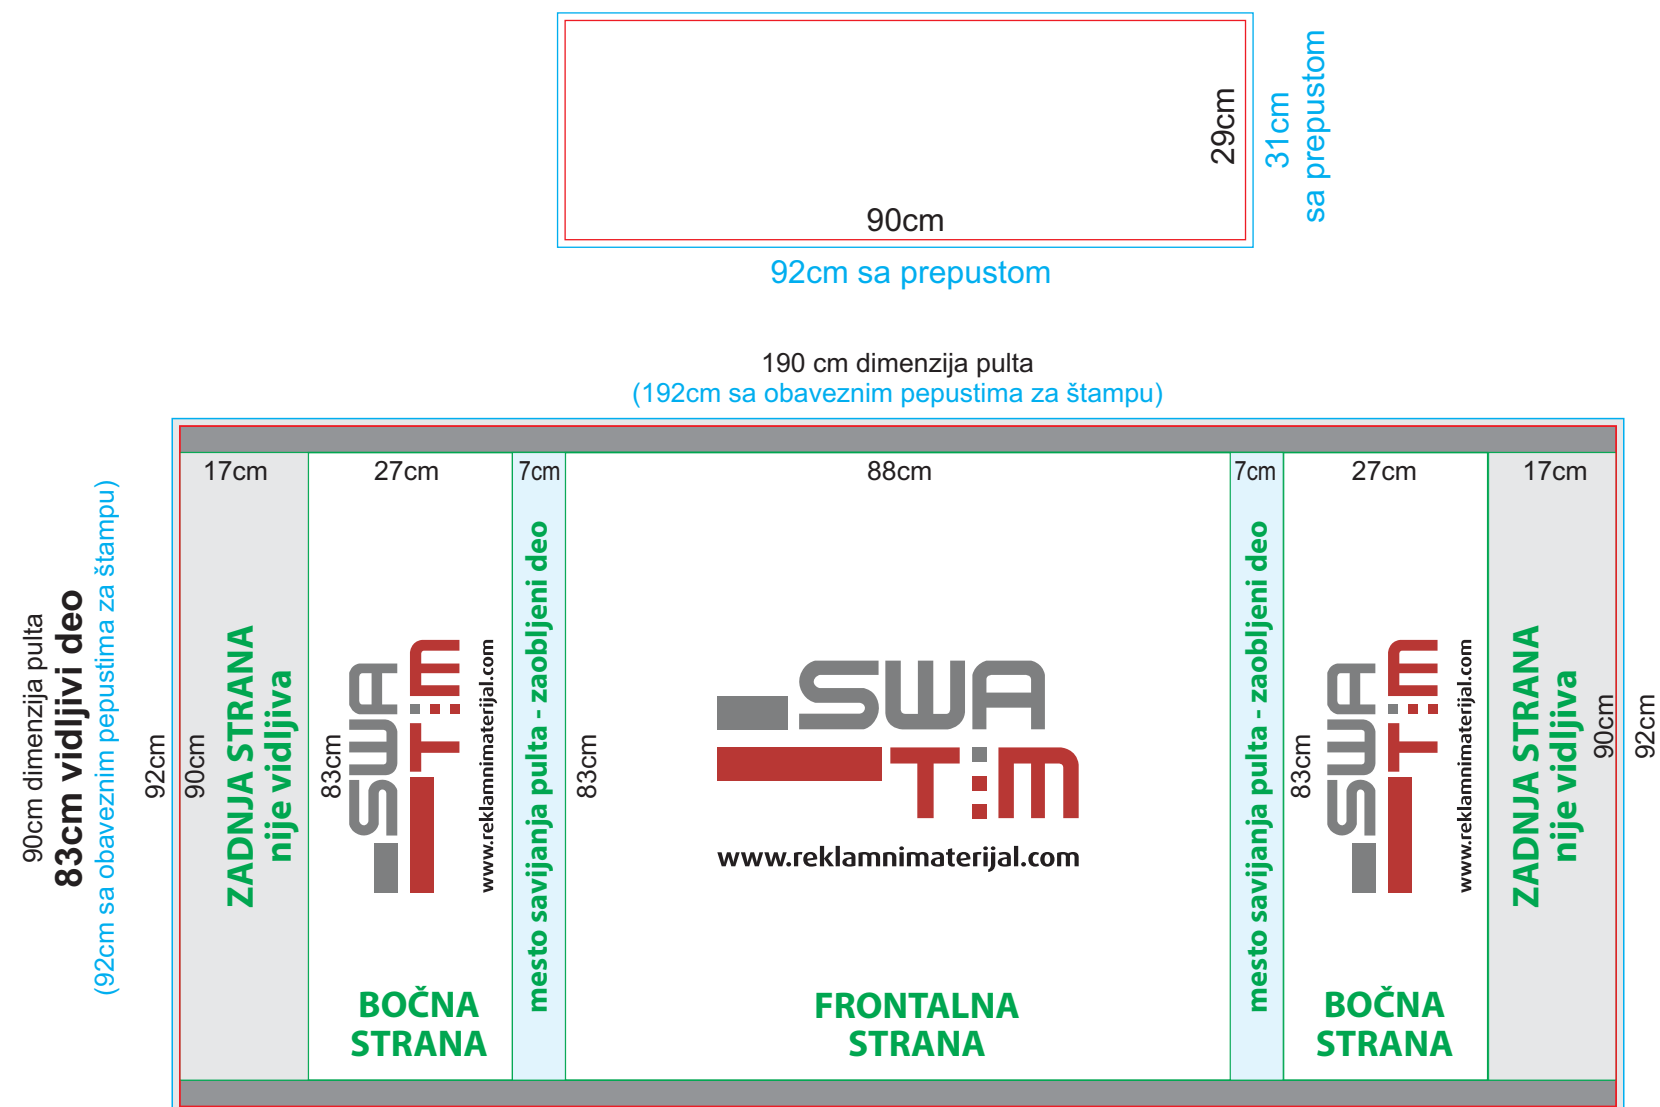 29cm
31cm
sa prepustom
90cm
92cm sa prepustom
190 cm dimenzija pulta
(192cm sa obaveznim pepustima za štampu)
90cm dimenzija pulta
83cm vidljivi deo
(92cm sa obaveznim pepustima za štampu)
92cm
90cm
17cm
27cm
7cm
88cm
7cm
27cm
17cm
ZADNJA STRANA
nije vidljiva
83cm
SWA
TIM
www.reklamnimaterijal.com
BOČNA
STRANA
mesto savijanja pulta - zaobljeni deo
83cm
SWA
TIM
www.reklamnimaterijal.com
FRONTALNA
STRANA
mesto savijanja pulta - zaobljeni deo
83cm
SWA
TIM
www.reklamnimaterijal.com
BOČNA
STRANA
ZADNJA STRANA
nije vidljiva
90cm
92cm